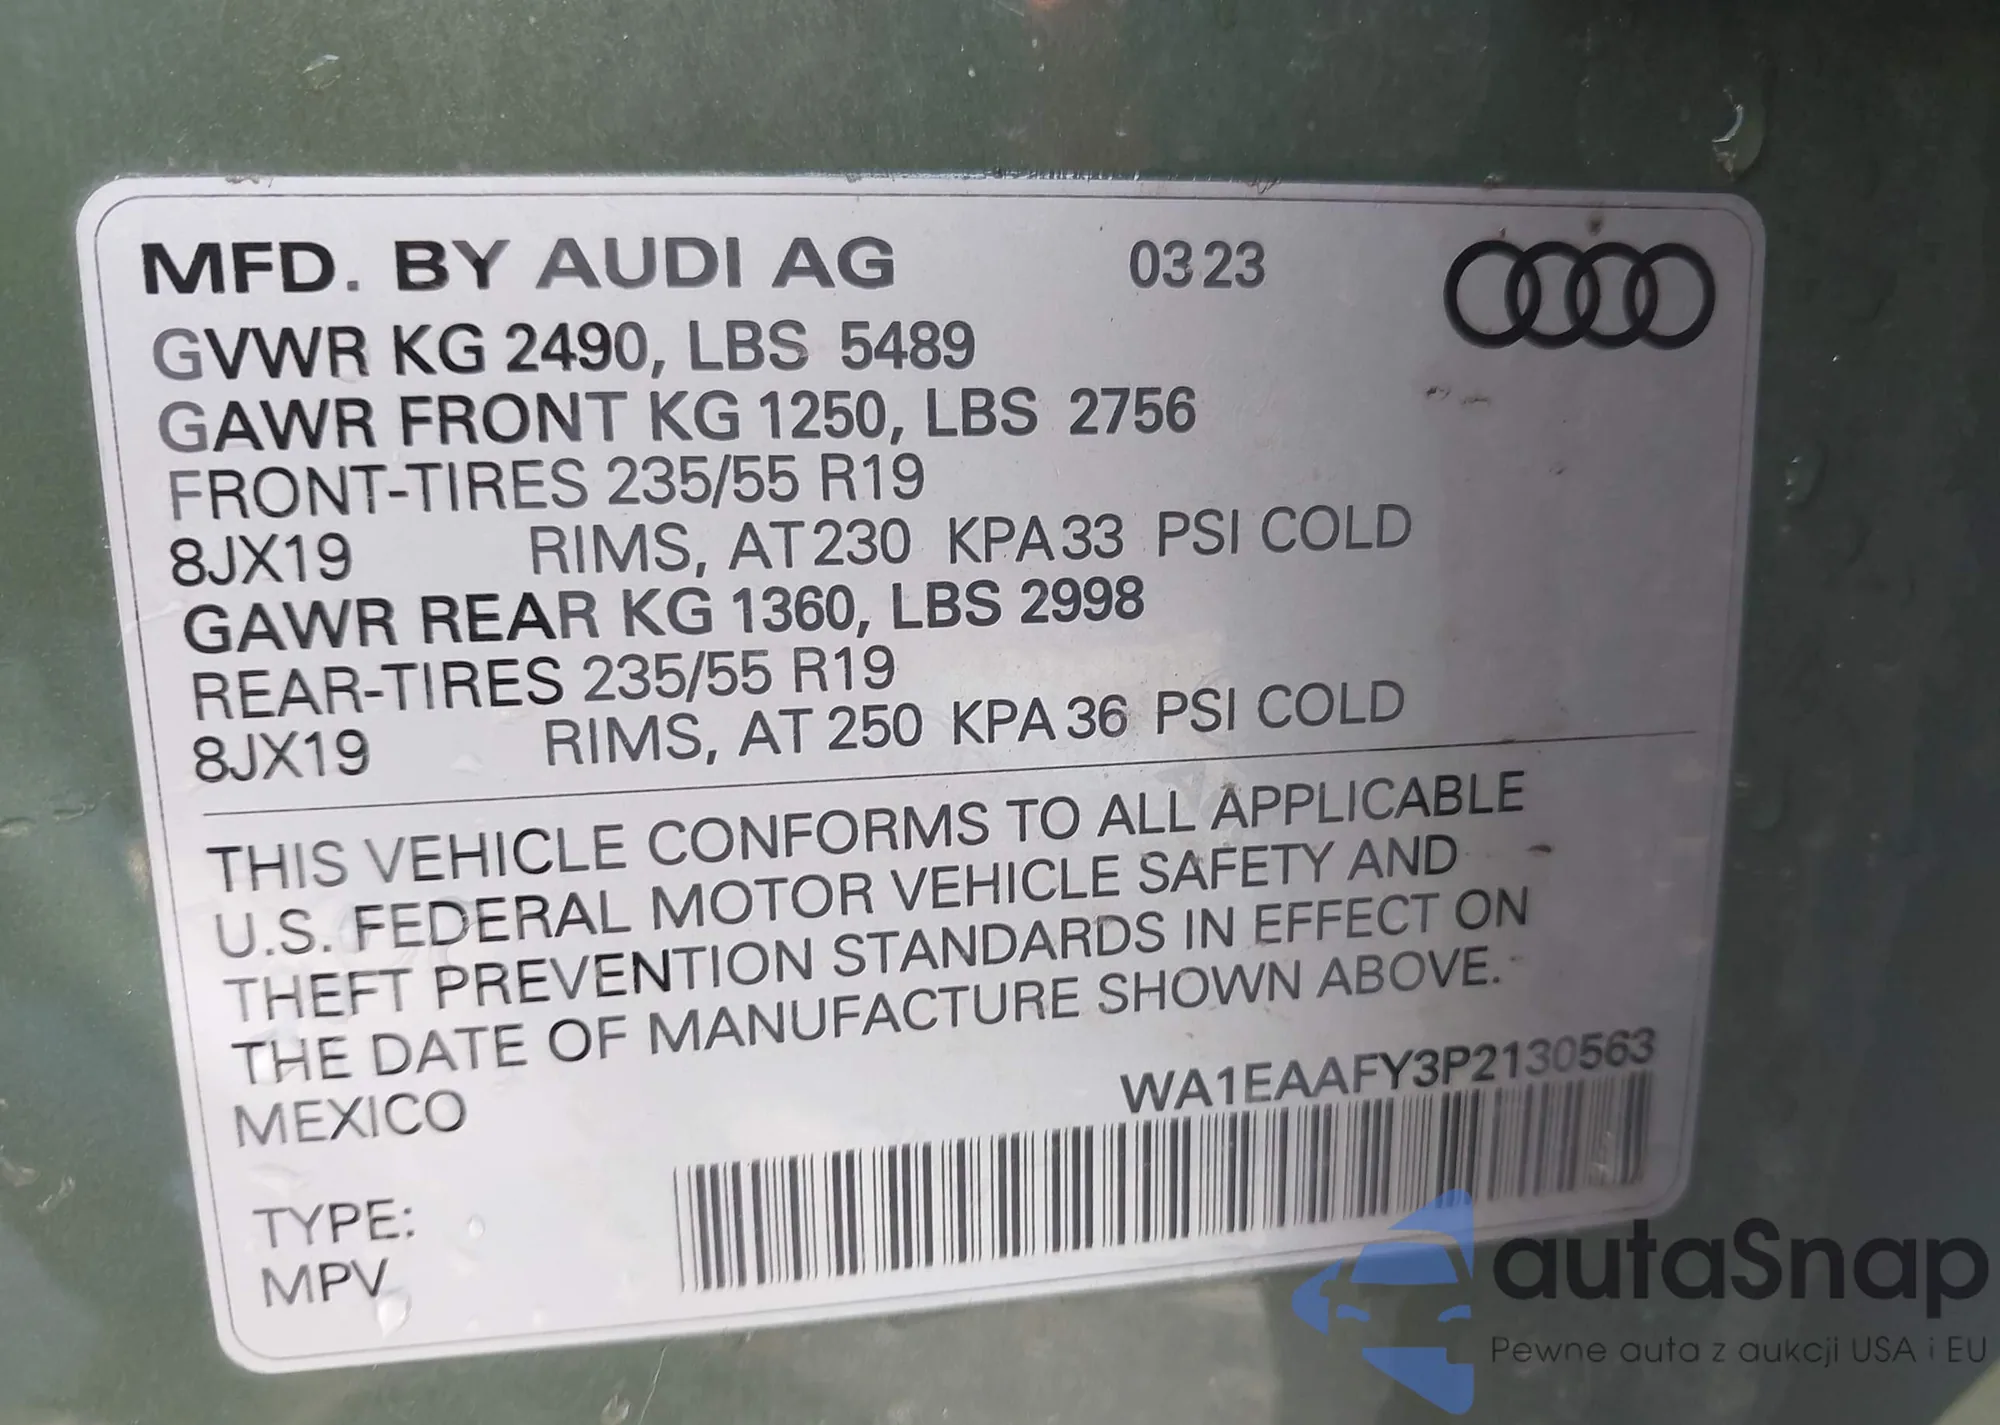 MFD. BY AUDI AG 03 23
GVWR KG 2490, LBS 5489
GAWR FRONT KG 1250, LBS 2756
FRONT-TIRES 235/55 R19
8JX19 RIMS, AT 230 KPA 33 PSI COLD
GAWR REAR KG 1360, LBS 2998
REAR-TIRES 235/55 R19
8JX19 RIMS, AT 250 KPA 36 PSI COLD
THIS VEHICLE CONFORMS TO ALL APPLICABLE
U.S. FEDERAL MOTOR VEHICLE SAFETY AND
THEFT PREVENTION STANDARDS IN EFFECT ON
THE DATE OF MANUFACTURE SHOWN ABOVE.
MEXICO
WA1EAAFY3P2130563
TYPE:
MPV
autaSnap
Pewne auta z aukcji USA i EU